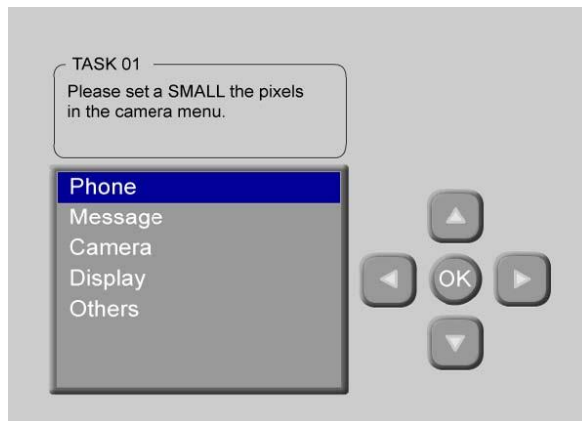 TASK 01
Please set a SMALL the pixels
in the camera menu.
Phone
Message
Camera
Display
Others
OK